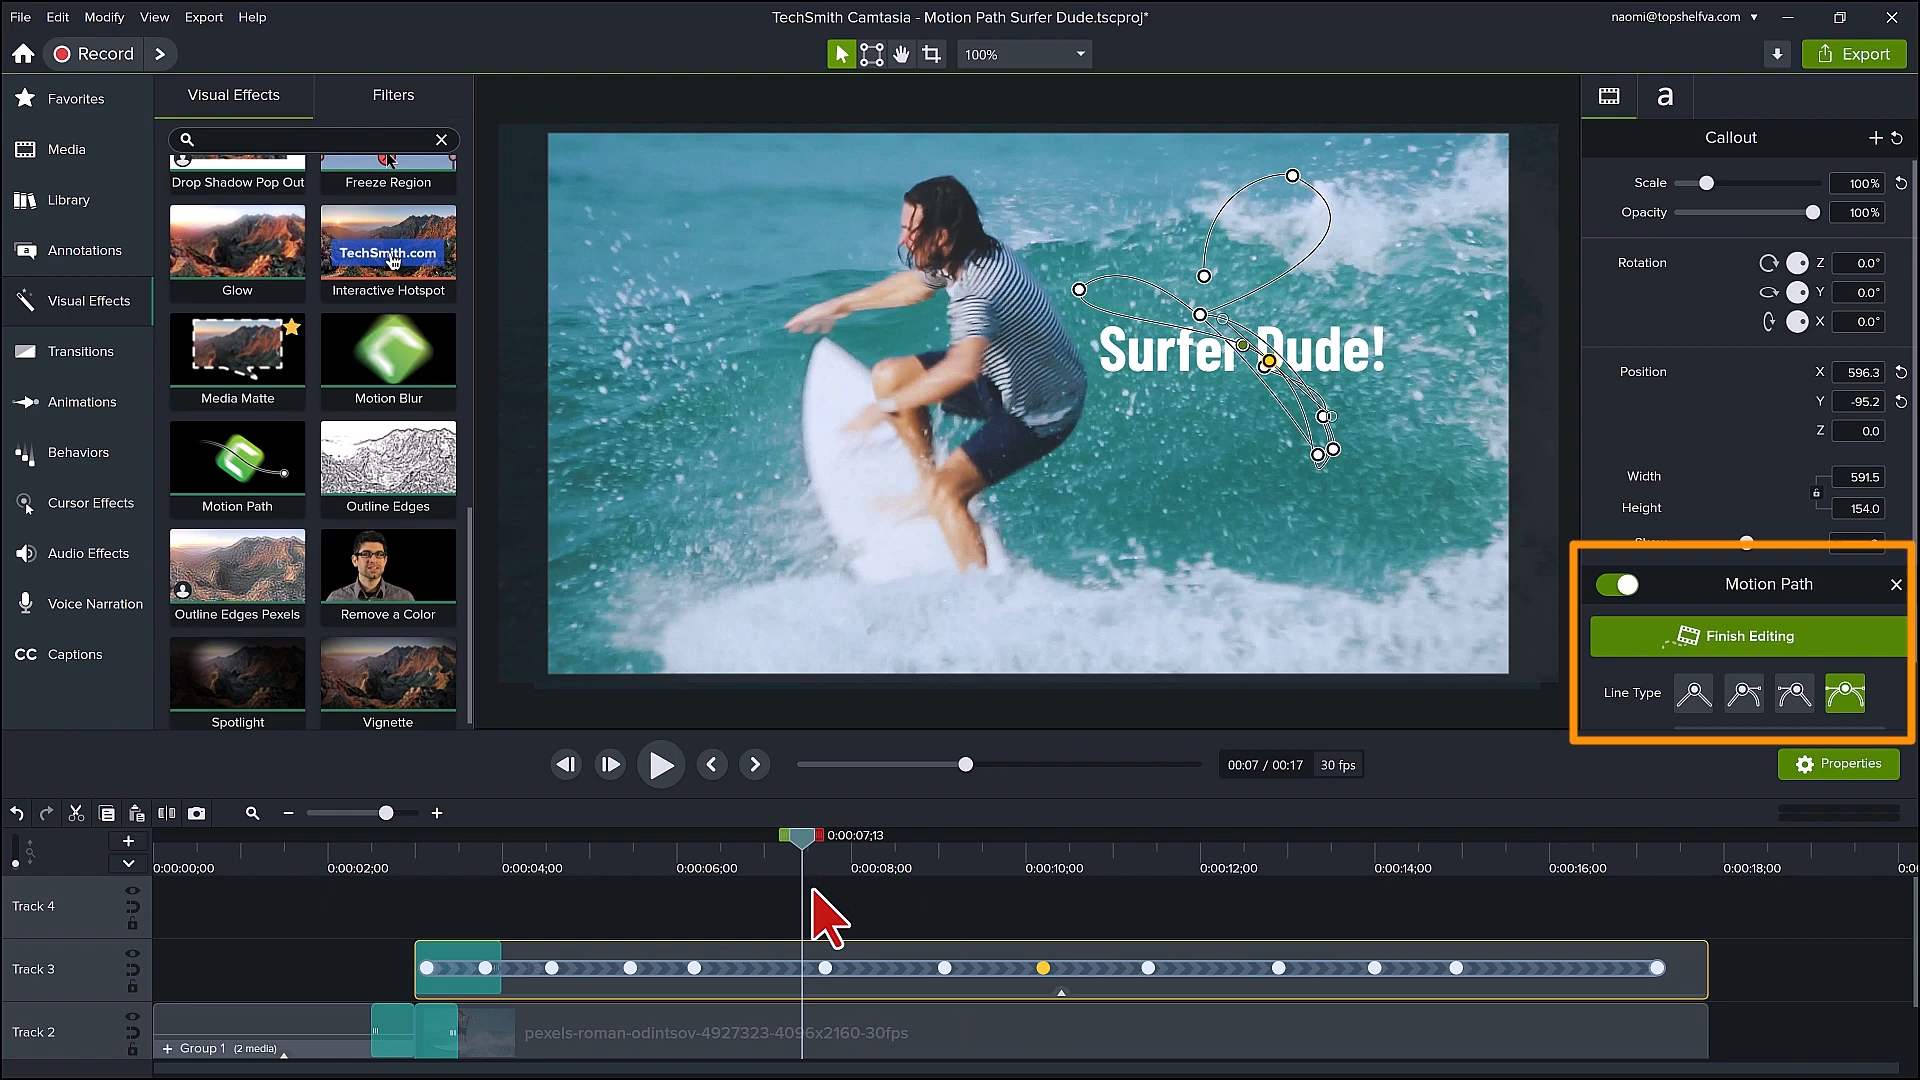 File Edit Modify View Export Help
TechSmith Camtasia - Motion Path Surfer Dude.tscproj*
naomi@topshelfva.com
Record
100%
Export
Favorites
Media
Library
Annotations
Visual Effects
Transitions
Animations
Behaviors
Cursor Effects
Audio Effects
Voice Narration
CC Captions
Visual Effects Filters
Drop Shadow Pop Out Freeze Region
TechSmith.com
Glow Interactive Hotspot
Media Matte Motion Blur
Motion Path Outline Edges
Outline Edges Pexels Remove a Color
Spotlight Vignette
Surfer Dude!
a
Callout
Scale 100%
Opacity 100%
Rotation Z 0.0°
Y 0.0°
X 0.0°
Position X 596.3
Y -95.2
Z 0.0
Width 591.5
Height 154.0
Motion Path
Finish Editing
Line Type
00:07 / 00:17 30 fps
Properties
0:00:07;13
0:00:00;00 0:00:02;00 0:00:04;00 0:00:06;00 0:00:08;00 0:00:10;00 0:00:12;00 0:00:14;00 0:00:16;00 0:00:18;00
Track 4
Track 3
Track 2
pexels-roman-odintsov-4927323-4096x2160-30fps
+ Group 1 (2 media)